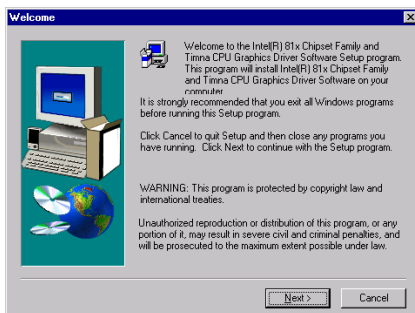 Welcome
Welcome to the Intel(R) 81x Chipset Family and
Timna CPU Graphics Driver Software Setup program.
This program will install Intel(R) 81x Chipset Family
and Timna CPU Graphics Driver Software on your
computer.
It is strongly recommended that you exit all Windows programs
before running this Setup program.
Click Cancel to quit Setup and then close any programs you
have running. Click Next to continue with the Setup program.
WARNING: This program is protected by copyright law and
international treaties.
Unauthorized reproduction or distribution of this program, or any
portion of it, may result in severe civil and criminal penalties, and
will be prosecuted to the maximum extent possible under law.
Next > Cancel